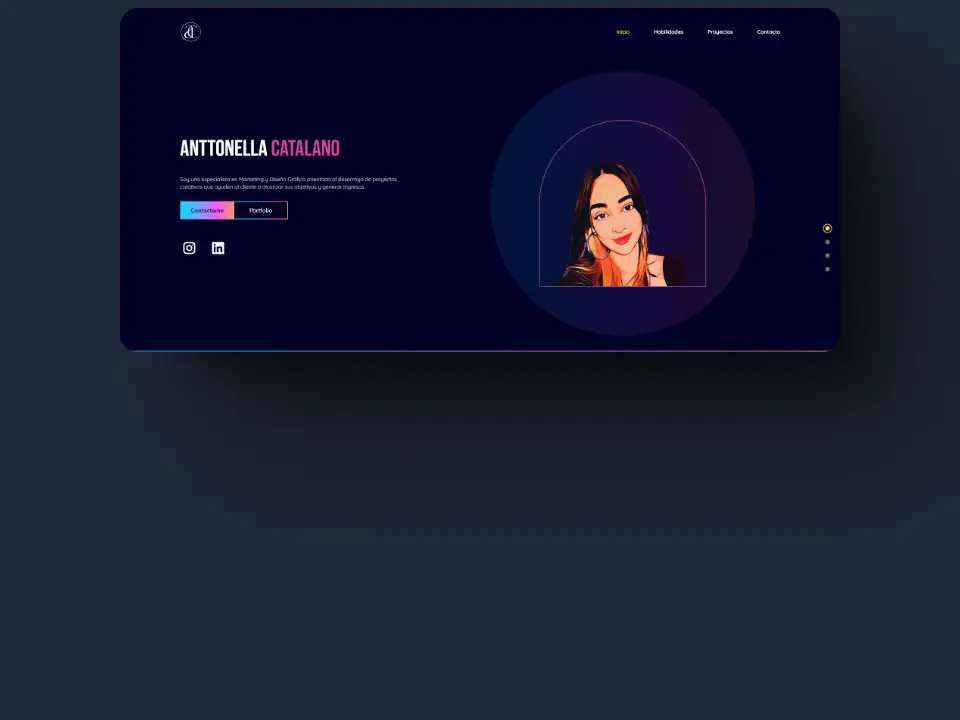 Inicio Habilidades Proyectos Contacto
ANTTONELLA CATALANO
Soy una especialista en Marketing y Diseño Gráfico orientada al desarroyo de proyectos
creativos que ayuden al cliente a alcanzar sus objetivos y generar ingresos.
Contactame Portfolio